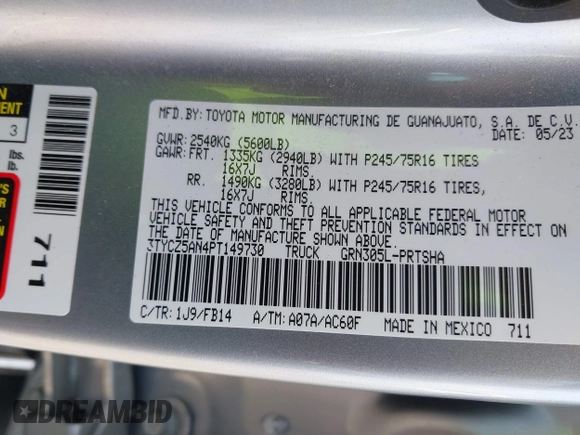 N
EMENT
3
lbs.
lb.
711
MFD.BY: TOYOTA MOTOR MANUFACTURING DE GUANAJUATO, S.A. DE C.V.
DATE: 05/23
GVWR: 2540KG (5600LB)
GAWR: FRT. 1335KG (2940LB) WITH P245/75R16 TIRES
16X7J RIMS.
RR. 1490KG (3280LB) WITH P245/75R16 TIRES,
16X7J RIMS.
THIS VEHICLE CONFORMS TO ALL APPLICABLE FEDERAL MOTOR
VEHICLE SAFETY AND THEFT PREVENTION STANDARDS IN EFFECT ON
THE DATE OF MANUFACTURE SHOWN ABOVE.
3TYCZ5AN4PT149730 TRUCK GRN305L-PRTSHA
C/TR: 1J9/FB14 A/TM: A07A/AC60F MADE IN MEXICO 711
DREAMBID